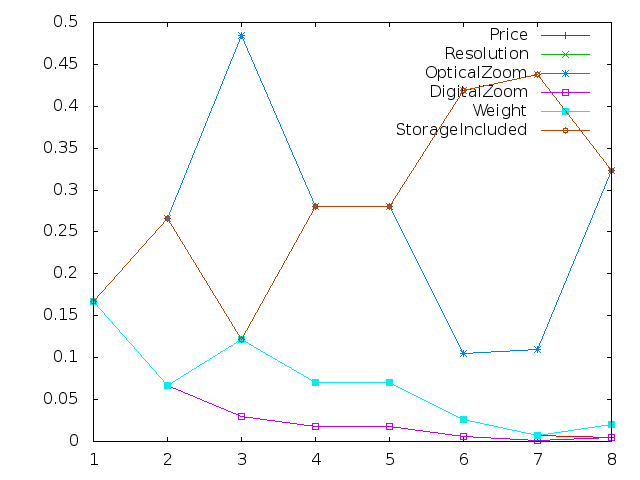 0.5
0.45
0.4
0.35
0.3
0.25
0.2
0.15
0.1
0.05
0
1 2 3 4 5 6 7 8
Price
Resolution
OpticalZoom
DigitalZoom
Weight
StorageIncluded